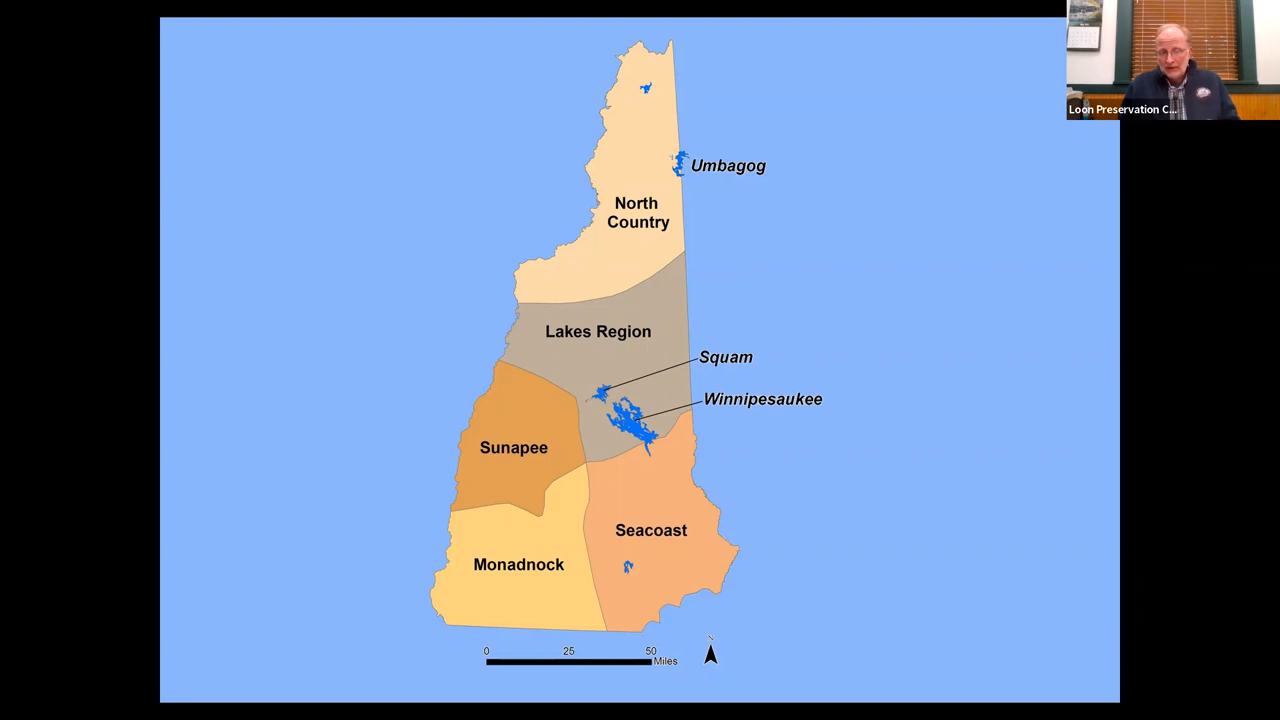 Loon Preservation C...
Umbagog
North
Country
Lakes Region
Squam
Winnipesaukee
Sunapee
Seacoast
Monadnock
0 25 50
Miles
N